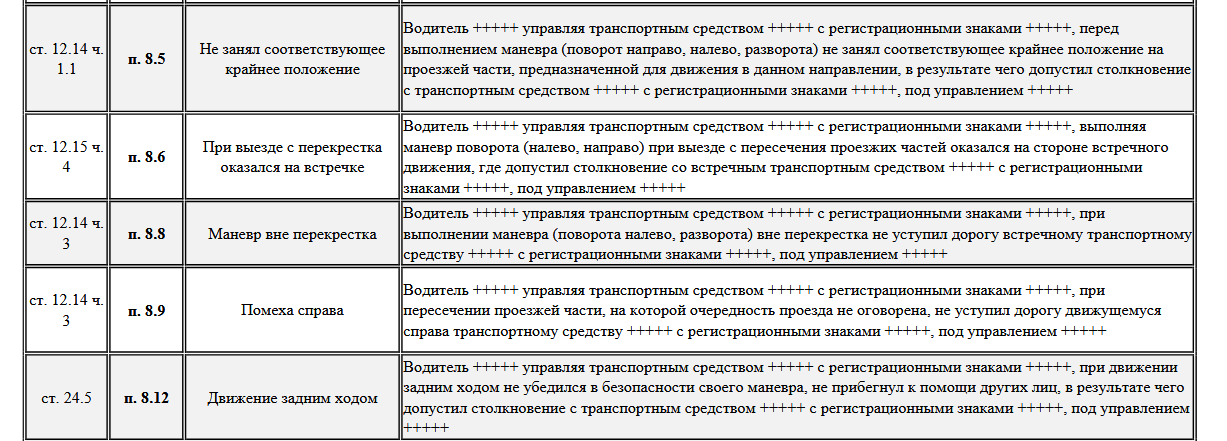 ст. 12.14 ч.
1.1
п. 8.5
Не занял соответствующее
крайнее положение
Водитель +++++ управляя транспортным средством +++++ с регистрационными знаками +++++, перед
выполнением маневра (поворот направо, налево, разворота) не занял соответствующее крайнее положение на
проезжей части, предназначенной для движения в данном направлении, в результате чего допустил столкновение
с транспортным средством +++++ с регистрационными знаками +++++, под управлением +++++
ст. 12.15 ч.
4
п. 8.6
При выезде с перекрестка
оказался на встречке
Водитель +++++ управляя транспортным средством +++++ с регистрационными знаками +++++, выполняя
маневр поворота (налево, направо) при выезде с пересечения проезжих частей оказался на стороне встречного
движения, где допустил столкновение со встречным транспортным средством +++++ с регистрационными
знаками +++++, под управлением +++++
ст. 12.14 ч.
3
п. 8.8
Маневр вне перекрестка
Водитель +++++ управляя транспортным средством +++++ с регистрационными знаками +++++, при
выполнении маневра (поворота налево, разворота) вне перекрестка не уступил дорогу встречному транспортному
средству +++++ с регистрационными знаками +++++, под управлением +++++
ст. 12.14 ч.
3
п. 8.9
Помеха справа
Водитель +++++ управляя транспортным средством +++++ с регистрационными знаками +++++, при
пересечении проезжей части, на которой очередность проезда не оговорена, не уступил дорогу движущемуся
справа транспортному средству +++++ с регистрационными знаками +++++, под управлением +++++
ст. 24.5
п. 8.12
Движение задним ходом
Водитель +++++ управляя транспортным средством +++++ с регистрационными знаками +++++, при движении
задним ходом не убедился в безопасности своего маневра, не прибегнул к помощи других лиц, в результате чего
допустил столкновение с транспортным средством +++++ с регистрационными знаками +++++, под управлением
+++++